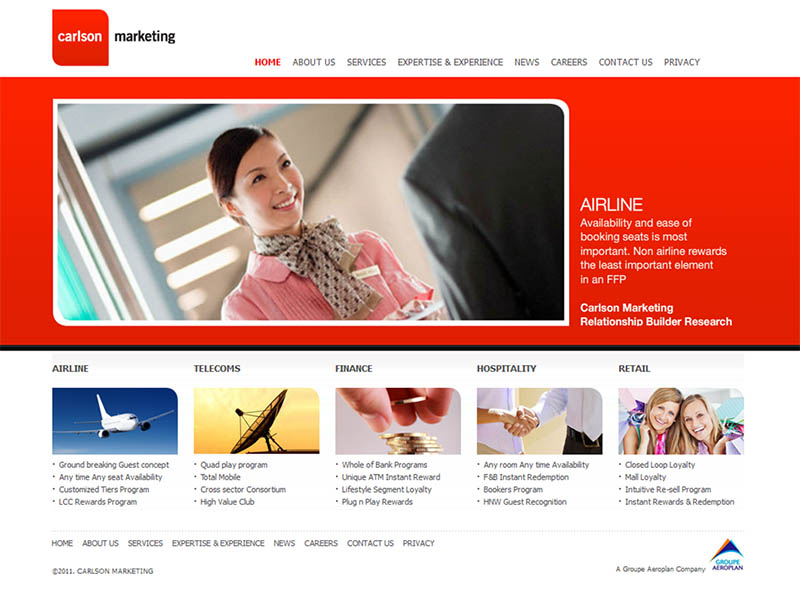 carlson marketing
HOME ABOUT US SERVICES EXPERTISE & EXPERIENCE NEWS CAREERS CONTACT US PRIVACY
AIRLINE
Availability and ease of
booking seats is most
important. Non airline rewards
the least important element
in an FFP
Carlson Marketing
Relationship Builder Research
AIRLINE
· Ground breaking Guest concept
· Any time Any seat Availability
· Customized Tiers Program
· LCC Rewards Program
TELECOMS
· Quad play program
· Total Mobile
· Cross sector Consortium
· High Value Club
FINANCE
· Whole of Bank Programs
· Unique ATM Instant Reward
· Lifestyle Segment Loyalty
· Plug n Play Rewards
HOSPITALITY
· Any room Any time Availability
· F&B Instant Redemption
· Bookers Program
· HNW Guest Recognition
RETAIL
· Closed Loop Loyalty
· Mall Loyalty
· Intuitive Re-sell Program
· Instant Rewards & Redemption
HOME ABOUT US SERVICES EXPERTISE & EXPERIENCE NEWS CAREERS CONTACT US PRIVACY
©2011. CARLSON MARKETING
A Groupe Aeroplan Company
GROUPE
AEROPLAN